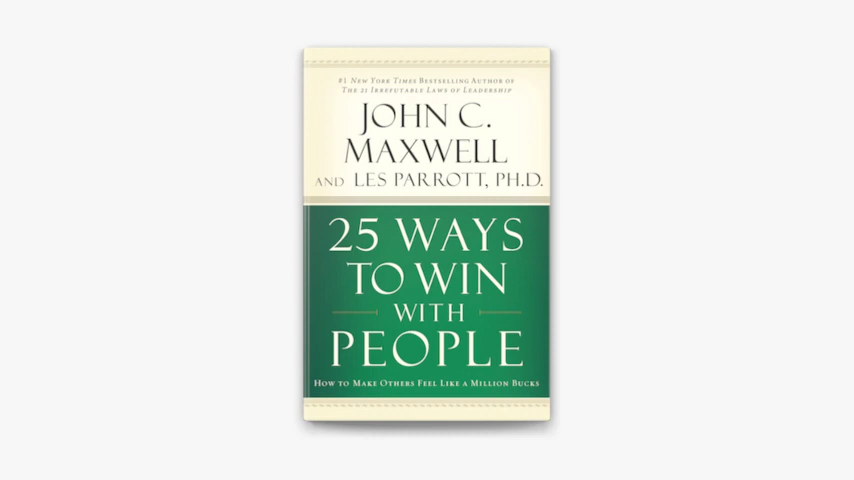 #1 New York Times Bestselling Author of
The 21 Irrefutable Laws of Leadership
JOHN C.
MAXWELL
AND LES PARROTT, PH.D.
25 WAYS
TO WIN
WITH
PEOPLE
How to Make Others Feel Like a Million Bucks